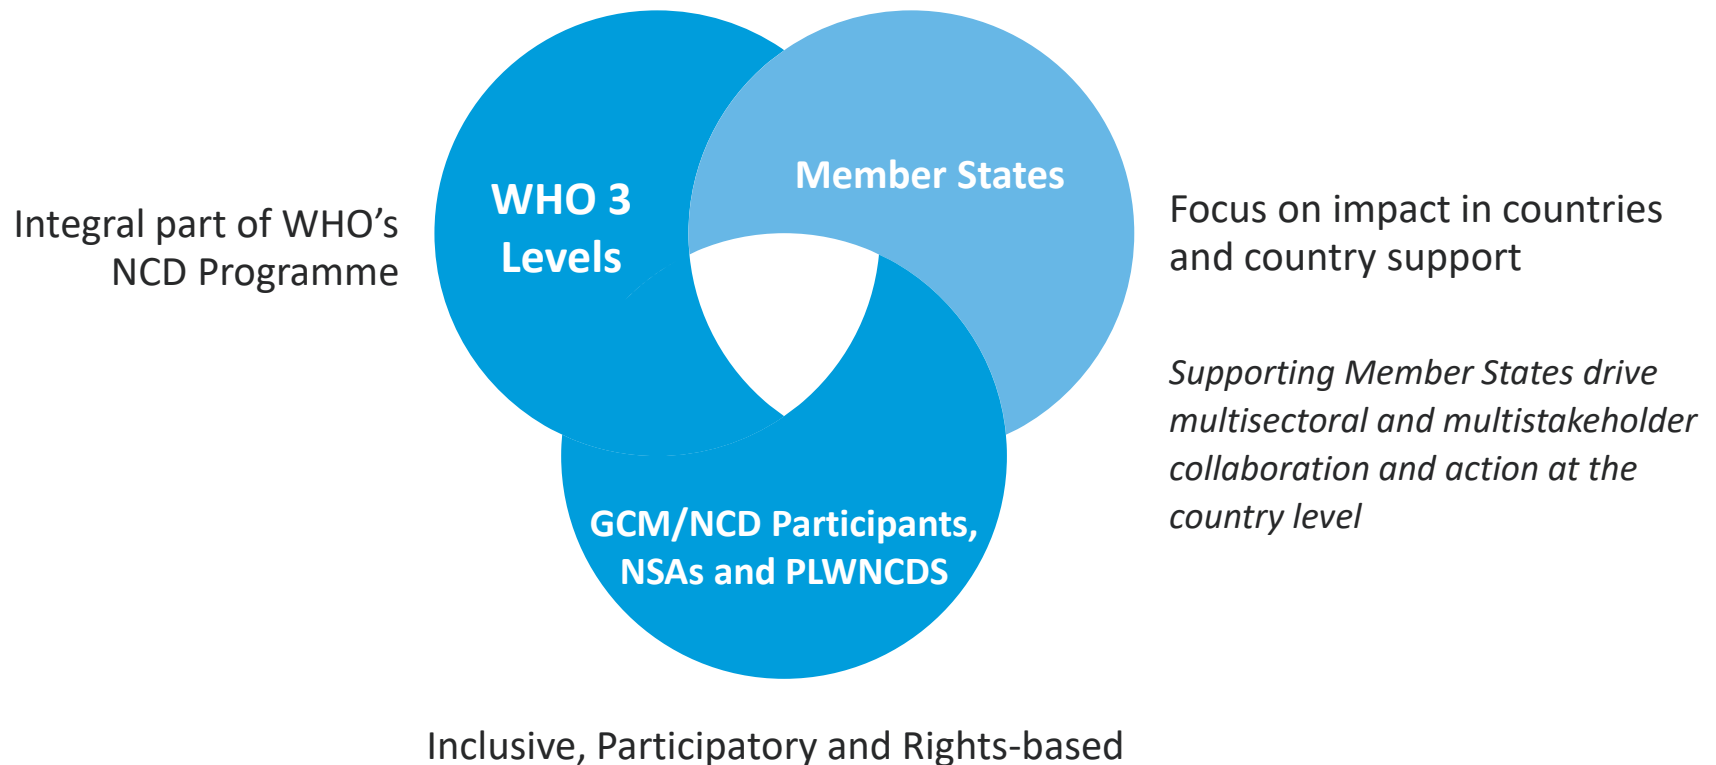 Integral part of WHO’s
NCD Programme
WHO 3
Levels
Member States
Focus on impact in countries
and country support
Supporting Member States drive
multisectoral and multistakeholder
collaboration and action at the
country level
GCM/NCD Participants,
NSAs and PLWNCDS
Inclusive, Participatory and Rights-based